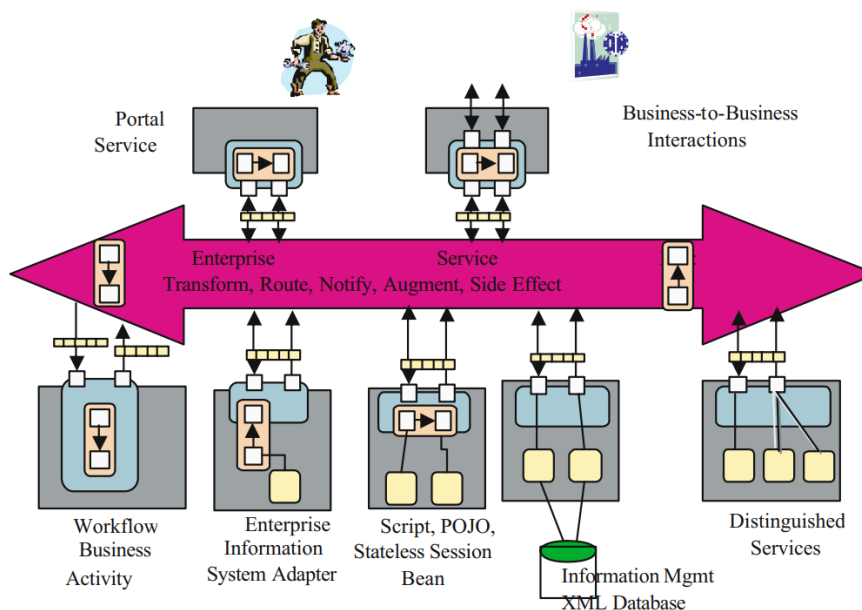 Portal
Service
Business-to-Business
Interactions
Enterprise Service
Transform, Route, Notify, Augment, Side Effect
Workflow
Business
Activity
Enterprise
Information
System Adapter
Script, POJO,
Stateless Session
Bean
Information Mgmt
XML Database
Distinguished
Services